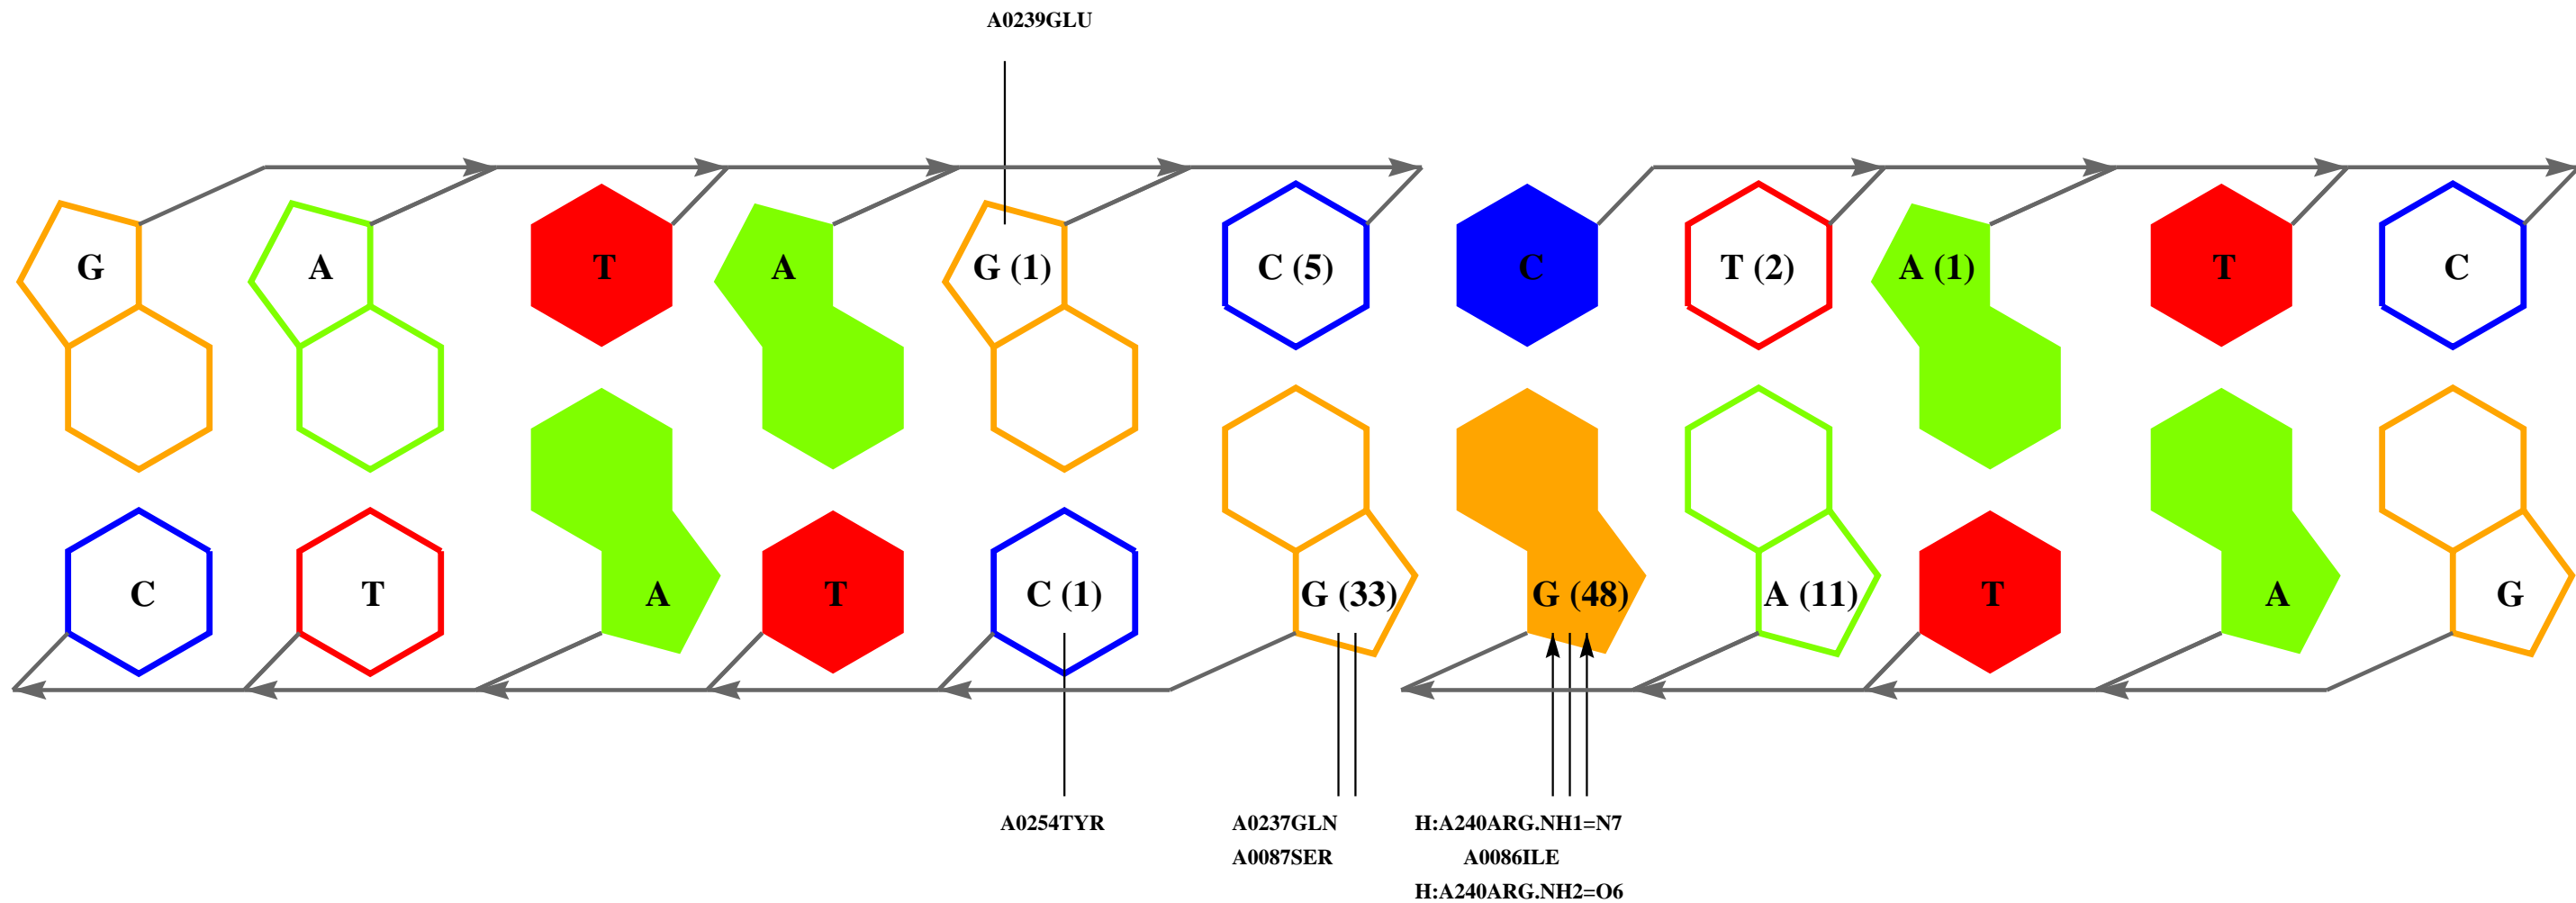 A0239GLU
G A T A G (1) C (5) C T (2) A (1) T C
C T A T C (1) G (33) G (48) A (11) T A G
A0254TYR A0237GLN H:A240ARG.NH1=N7
A0087SER A0086ILE
H:A240ARG.NH2=O6